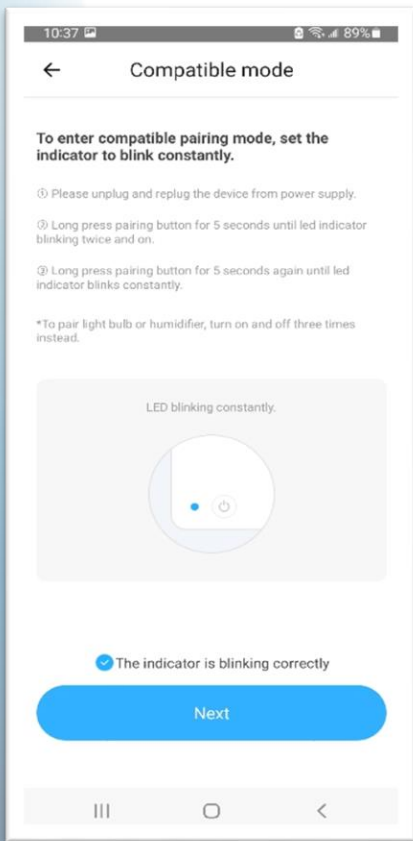 10:37 89%
Compatible mode
To enter compatible pairing mode, set the
indicator to blink constantly.
① Please unplug and replug the device from power supply.
② Long press pairing button for 5 seconds until led indicator
blinking twice and on.
③ Long press pairing button for 5 seconds again until led
indicator blinks constantly.
*To pair light bulb or humidifier, turn on and off three times
instead.
LED blinking constantly.
The indicator is blinking correctly
Next